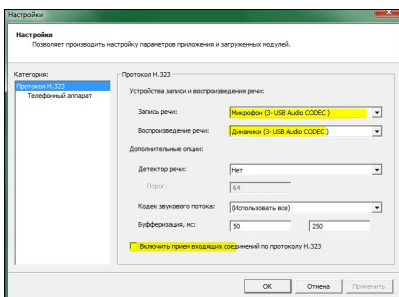 Настройки
Настройки
Позволяет производить настройку параметров приложения и загруженных модулей.
Категория:
Протокол H.323
Телефонный аппарат
Протокол H.323
Устройства записи и воспроизведения речи:
Запись речи:
Микрофон (3- USB Audio CODEC )
Воспроизведение речи:
Динамики (3- USB Audio CODEC )
Дополнительные опции:
Детектор речи:
Нет
Порог:
64
Кодек звукового потока:
(Использовать все)
Буфферизация, мс:
50
250
Включить прием входящих соединений по протоколу H.323
ОК
Отмена
Применить